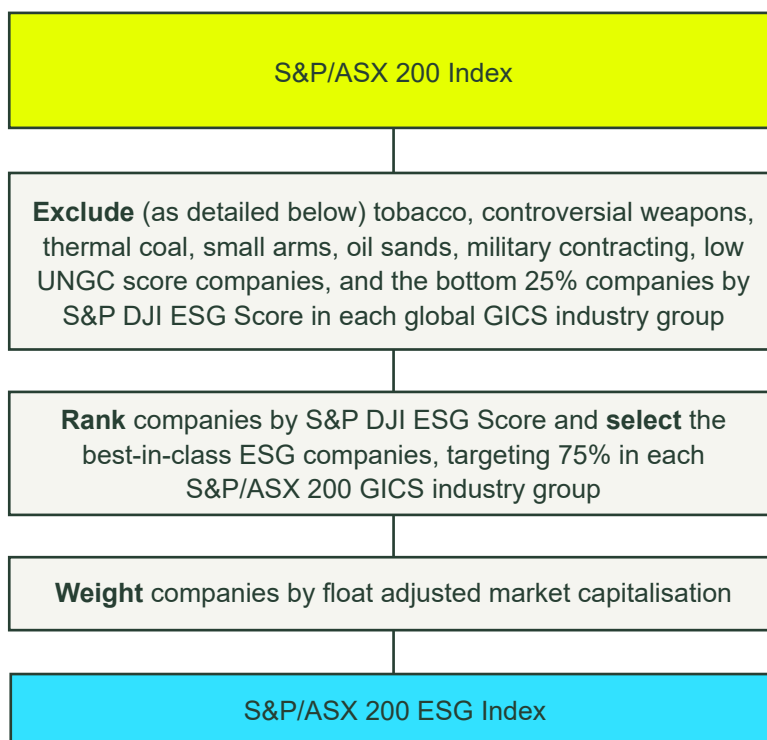 S&P/ASX 200 Index
Exclude (as detailed below) tobacco, controversial weapons,
thermal coal, small arms, oil sands, military contracting, low
UNGC score companies, and the bottom 25% companies by
S&P DJI ESG Score in each global GICS industry group
Rank companies by S&P DJI ESG Score and select the
best-in-class ESG companies, targeting 75% in each
S&P/ASX 200 GICS industry group
Weight companies by float adjusted market capitalisation
S&P/ASX 200 ESG Index